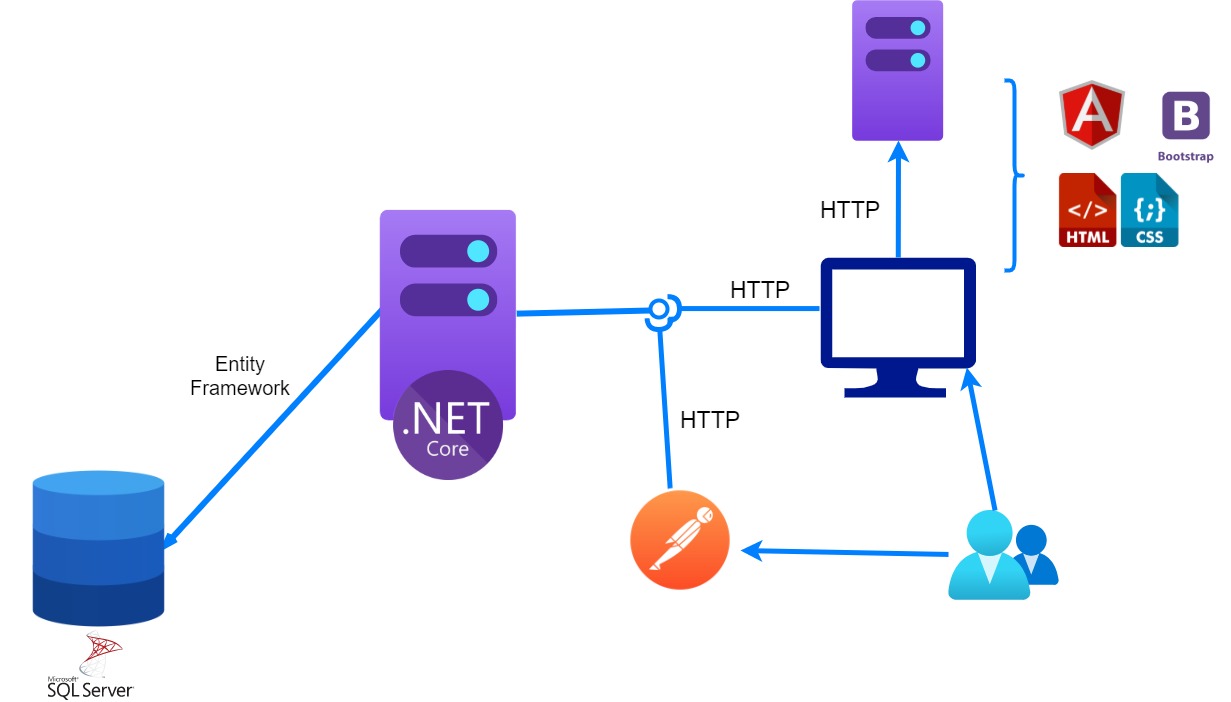 A
B
Bootstrap
</>
HTML
{;}
CSS
HTTP
HTTP
Entity
Framework
.NET
Core
HTTP
Microsoft®
SQL Server